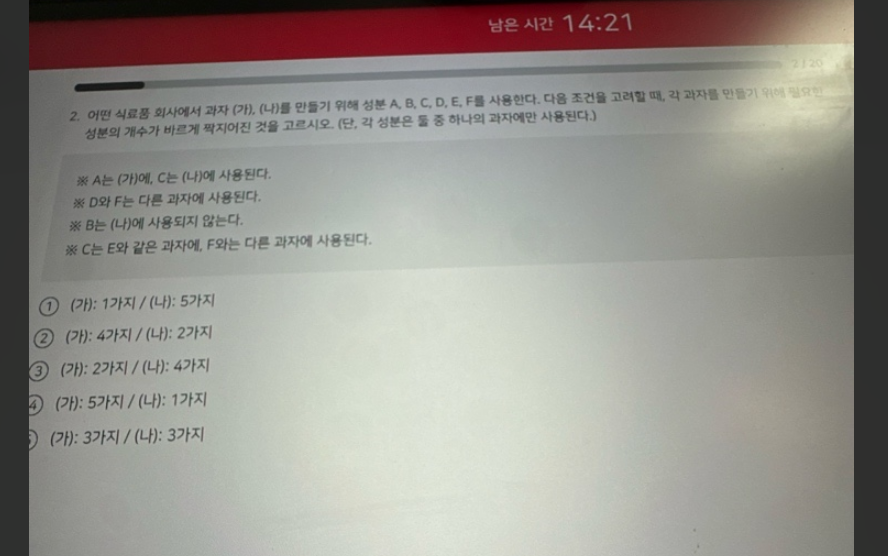 남은 시간 14:21
2 / 20
2. 어떤 식료품 회사에서 과자 (가), (나)를 만들기 위해 성분 A, B, C, D, E, F를 사용한다. 다음 조건을 고려할 때, 각 과자를 만들기 위해 필요한
성분의 개수가 바르게 짝지어진 것을 고르시오. (단, 각 성분은 둘 중 하나의 과자에만 사용된다.)
※ A는 (가)에, C는 (나)에 사용된다.
※ D와 F는 다른 과자에 사용된다.
※ B는 (나)에 사용되지 않는다.
※ C는 E와 같은 과자에, F와는 다른 과자에 사용된다.
① (가): 1가지 / (나): 5가지
② (가): 4가지 / (나): 2가지
③ (가): 2가지 / (나): 4가지
④ (가): 5가지 / (나): 1가지
⑤ (가): 3가지 / (나): 3가지